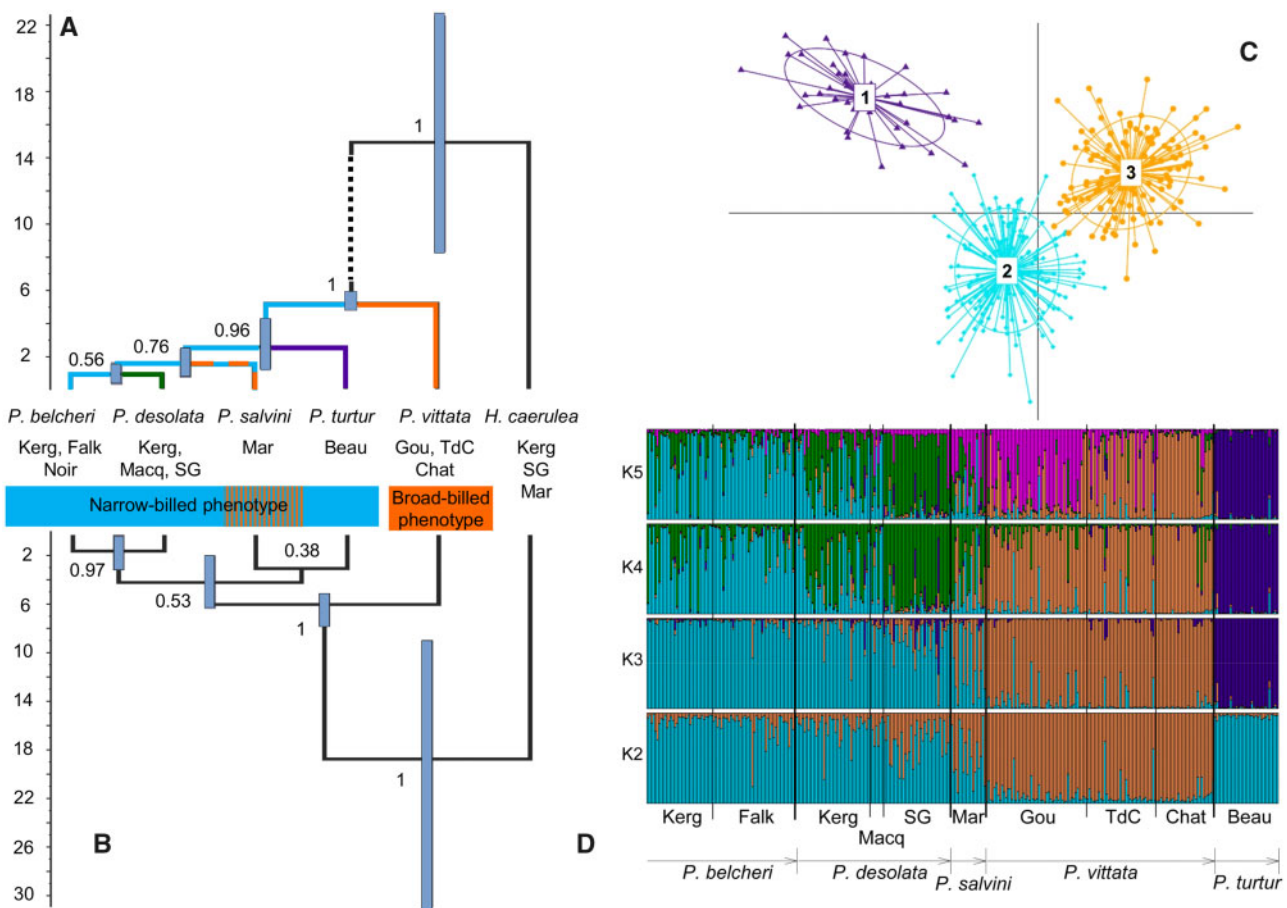 A
22
18
14
10
6
2
1
1
0.96
0.76
0.56
P. belcheri
P. desolata
P. salvini
P. turtur
P. vittata
H. caerulea
Kerg, Falk
Noir
Kerg,
Macq, SG
Mar
Beau
Gou, TdC
Chat
Kerg
SG
Mar
Narrow-billed phenotype
Broad-billed
phenotype
2
6
10
14
18
22
26
30
0.97
0.38
0.53
1
1
B
C
1
2
3
K5
K4
K3
K2
Kerg
Falk
Kerg
Macq
SG
Mar
Gou
TdC
Chat
Beau
D
P. belcheri
P. desolata
P. salvini
P. vittata
P. turtur